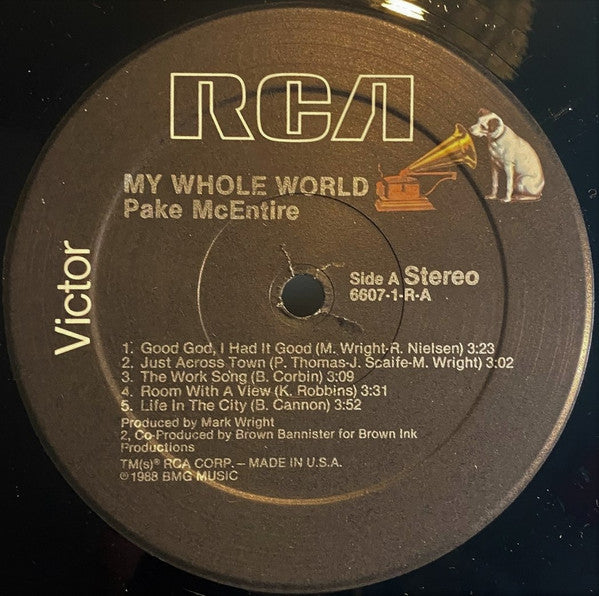 RCA
MY WHOLE WORLD
Pake McEntire
Victor
Side A Stereo
6607-1-R-A
1. Good God, I Had It Good (M. Wright-R. Nielsen) 3:23
2. Just Across Town (P. Thomas-J. Scaife-M. Wright) 3:02
3. The Work Song (B. Corbin) 3:09
4. Room With A View (K. Robbins) 3:31
5. Life In The City (B. Cannon) 3:52
Produced by Mark Wright
2, Co-Produced by Brown Bannister for Brown Ink
Productions
TM(s)® RCA CORP. – MADE IN U.S.A.
℗ 1988 BMG MUSIC